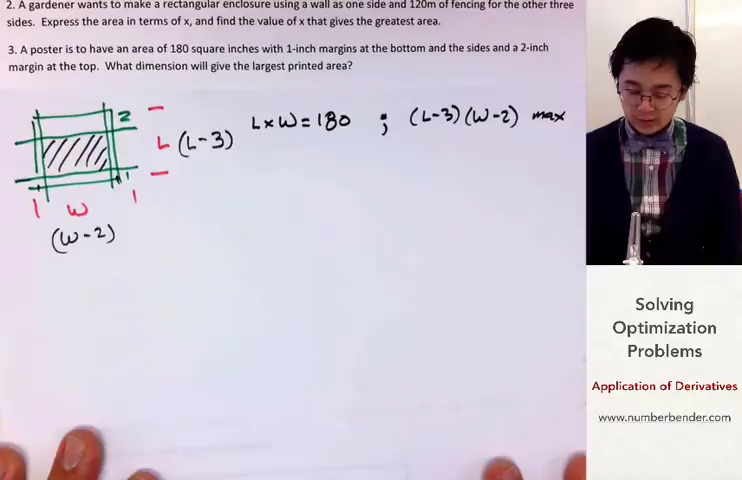 2. A gardener wants to make a rectangular enclosure using a wall as one side and 120m of fencing for the other three
sides. Express the area in terms of x, and find the value of x that gives the greatest area.
3. A poster is to have an area of 180 square inches with 1-inch margins at the bottom and the sides and a 2-inch
margin at the top. What dimension will give the largest printed area?
2
L (L-3)
L x W = 180 ; (L-3)(W-2) max
1
1 W 1
(W-2)
Solving
Optimization
Problems
Application of Derivatives
www.numberbender.com